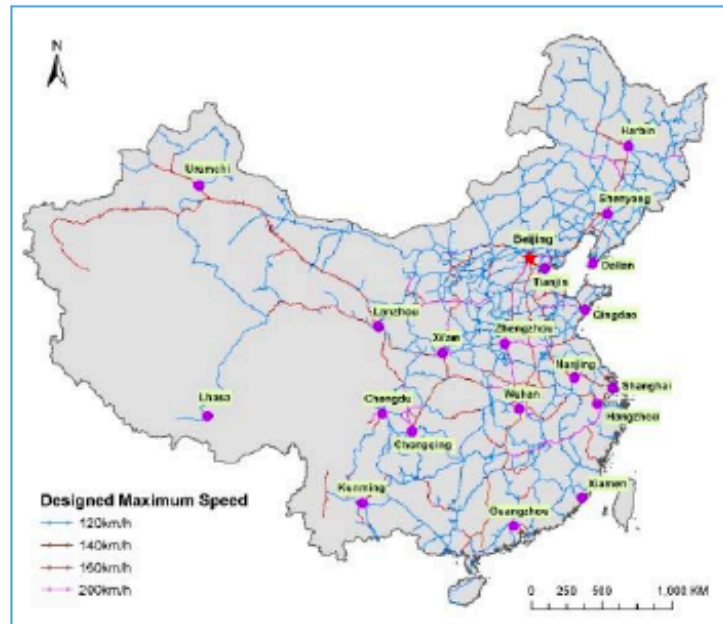 N
Harbin
Urumchi
Shenyang
Beijing
Dalian
Tianjin
Lanzhou
Qingdao
Xi'an
Zhengzhou
Nanjing
Shanghai
Lhasa
Chengdu
Wuhan
Hangzhou
Chongqing
Kunming
Xiamen
Guangzhou
Designed Maximum Speed
120km/h
140km/h
160km/h
200km/h
0 250 500 1,000 KM